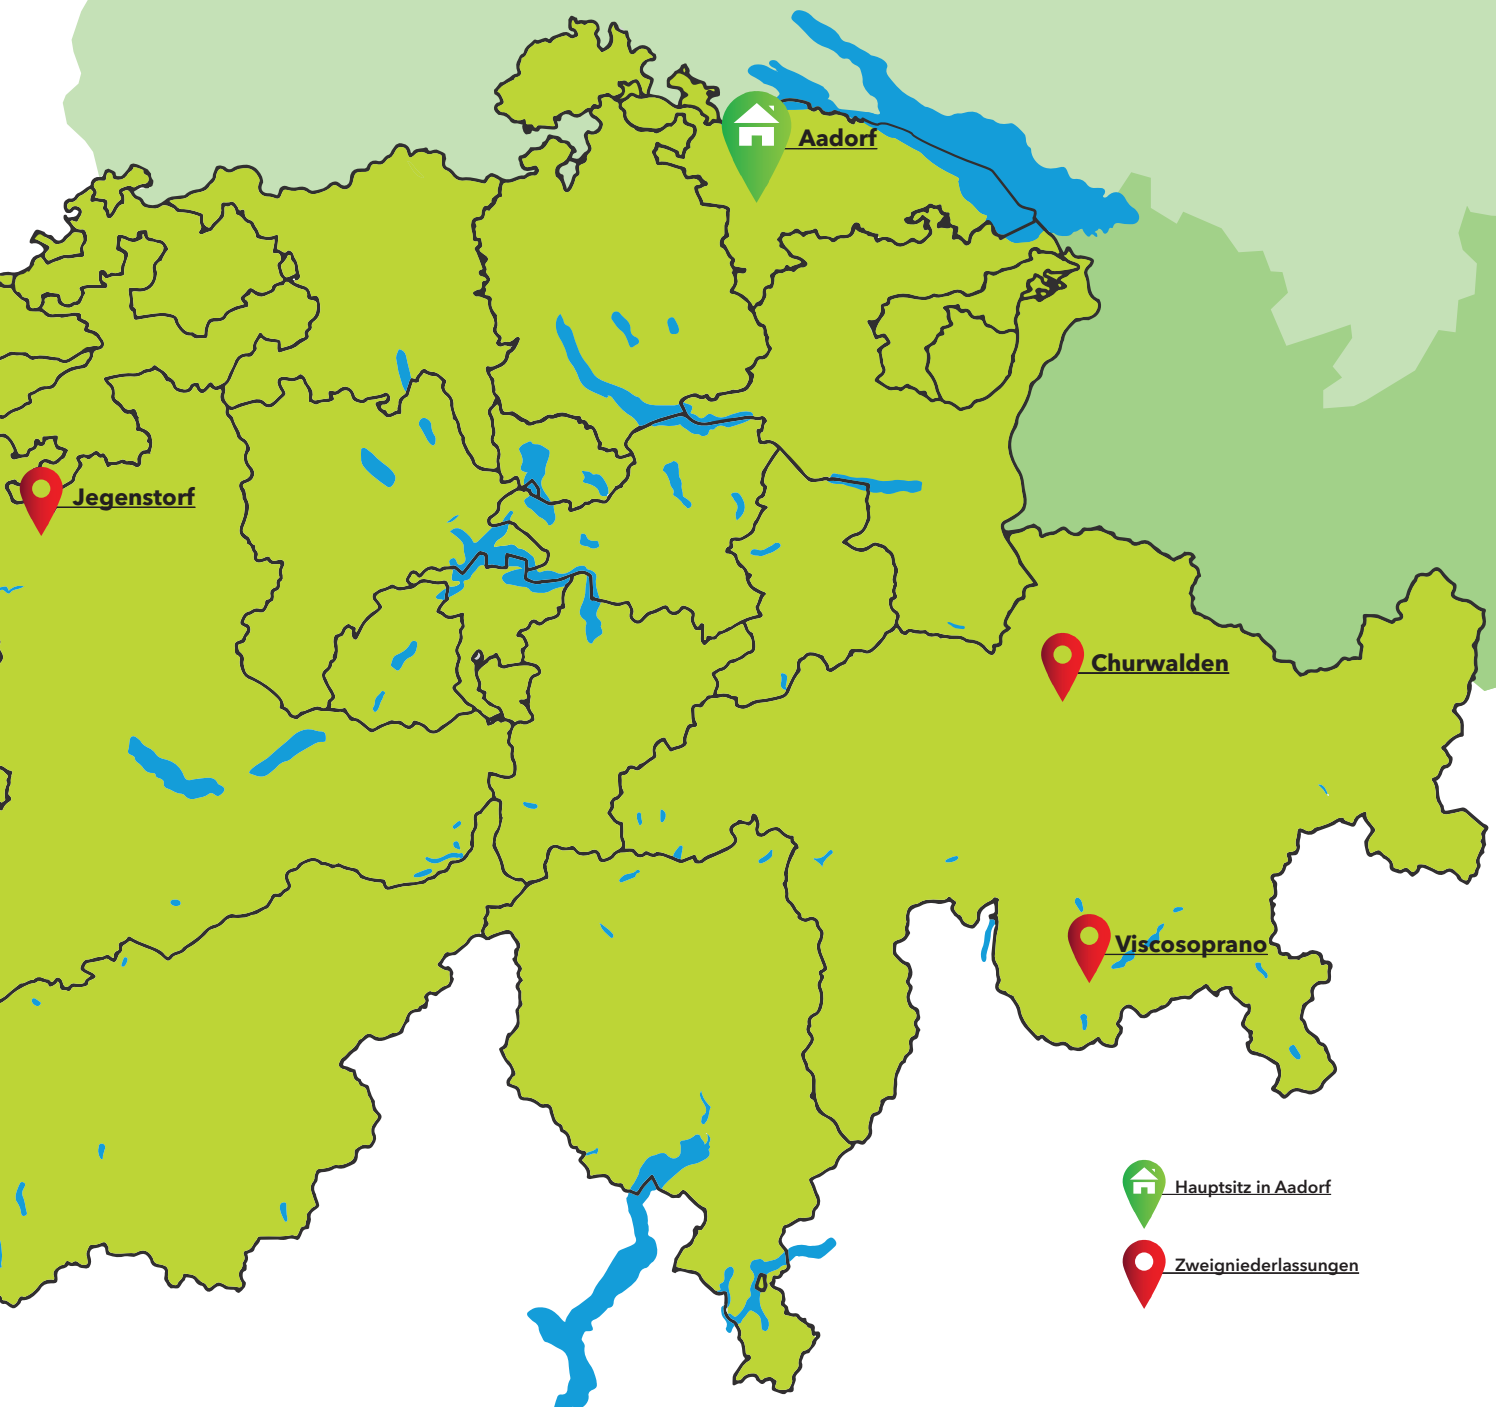 Aadorf
Jegenstorf
Churwalden
Viscosoprano
Hauptsitz in Aadorf
Zweigniederlassungen